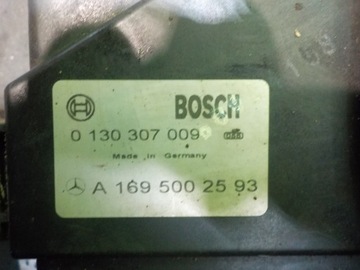 BOSCH
0 130 307 009
Made in Germany
A 169 500 25 93